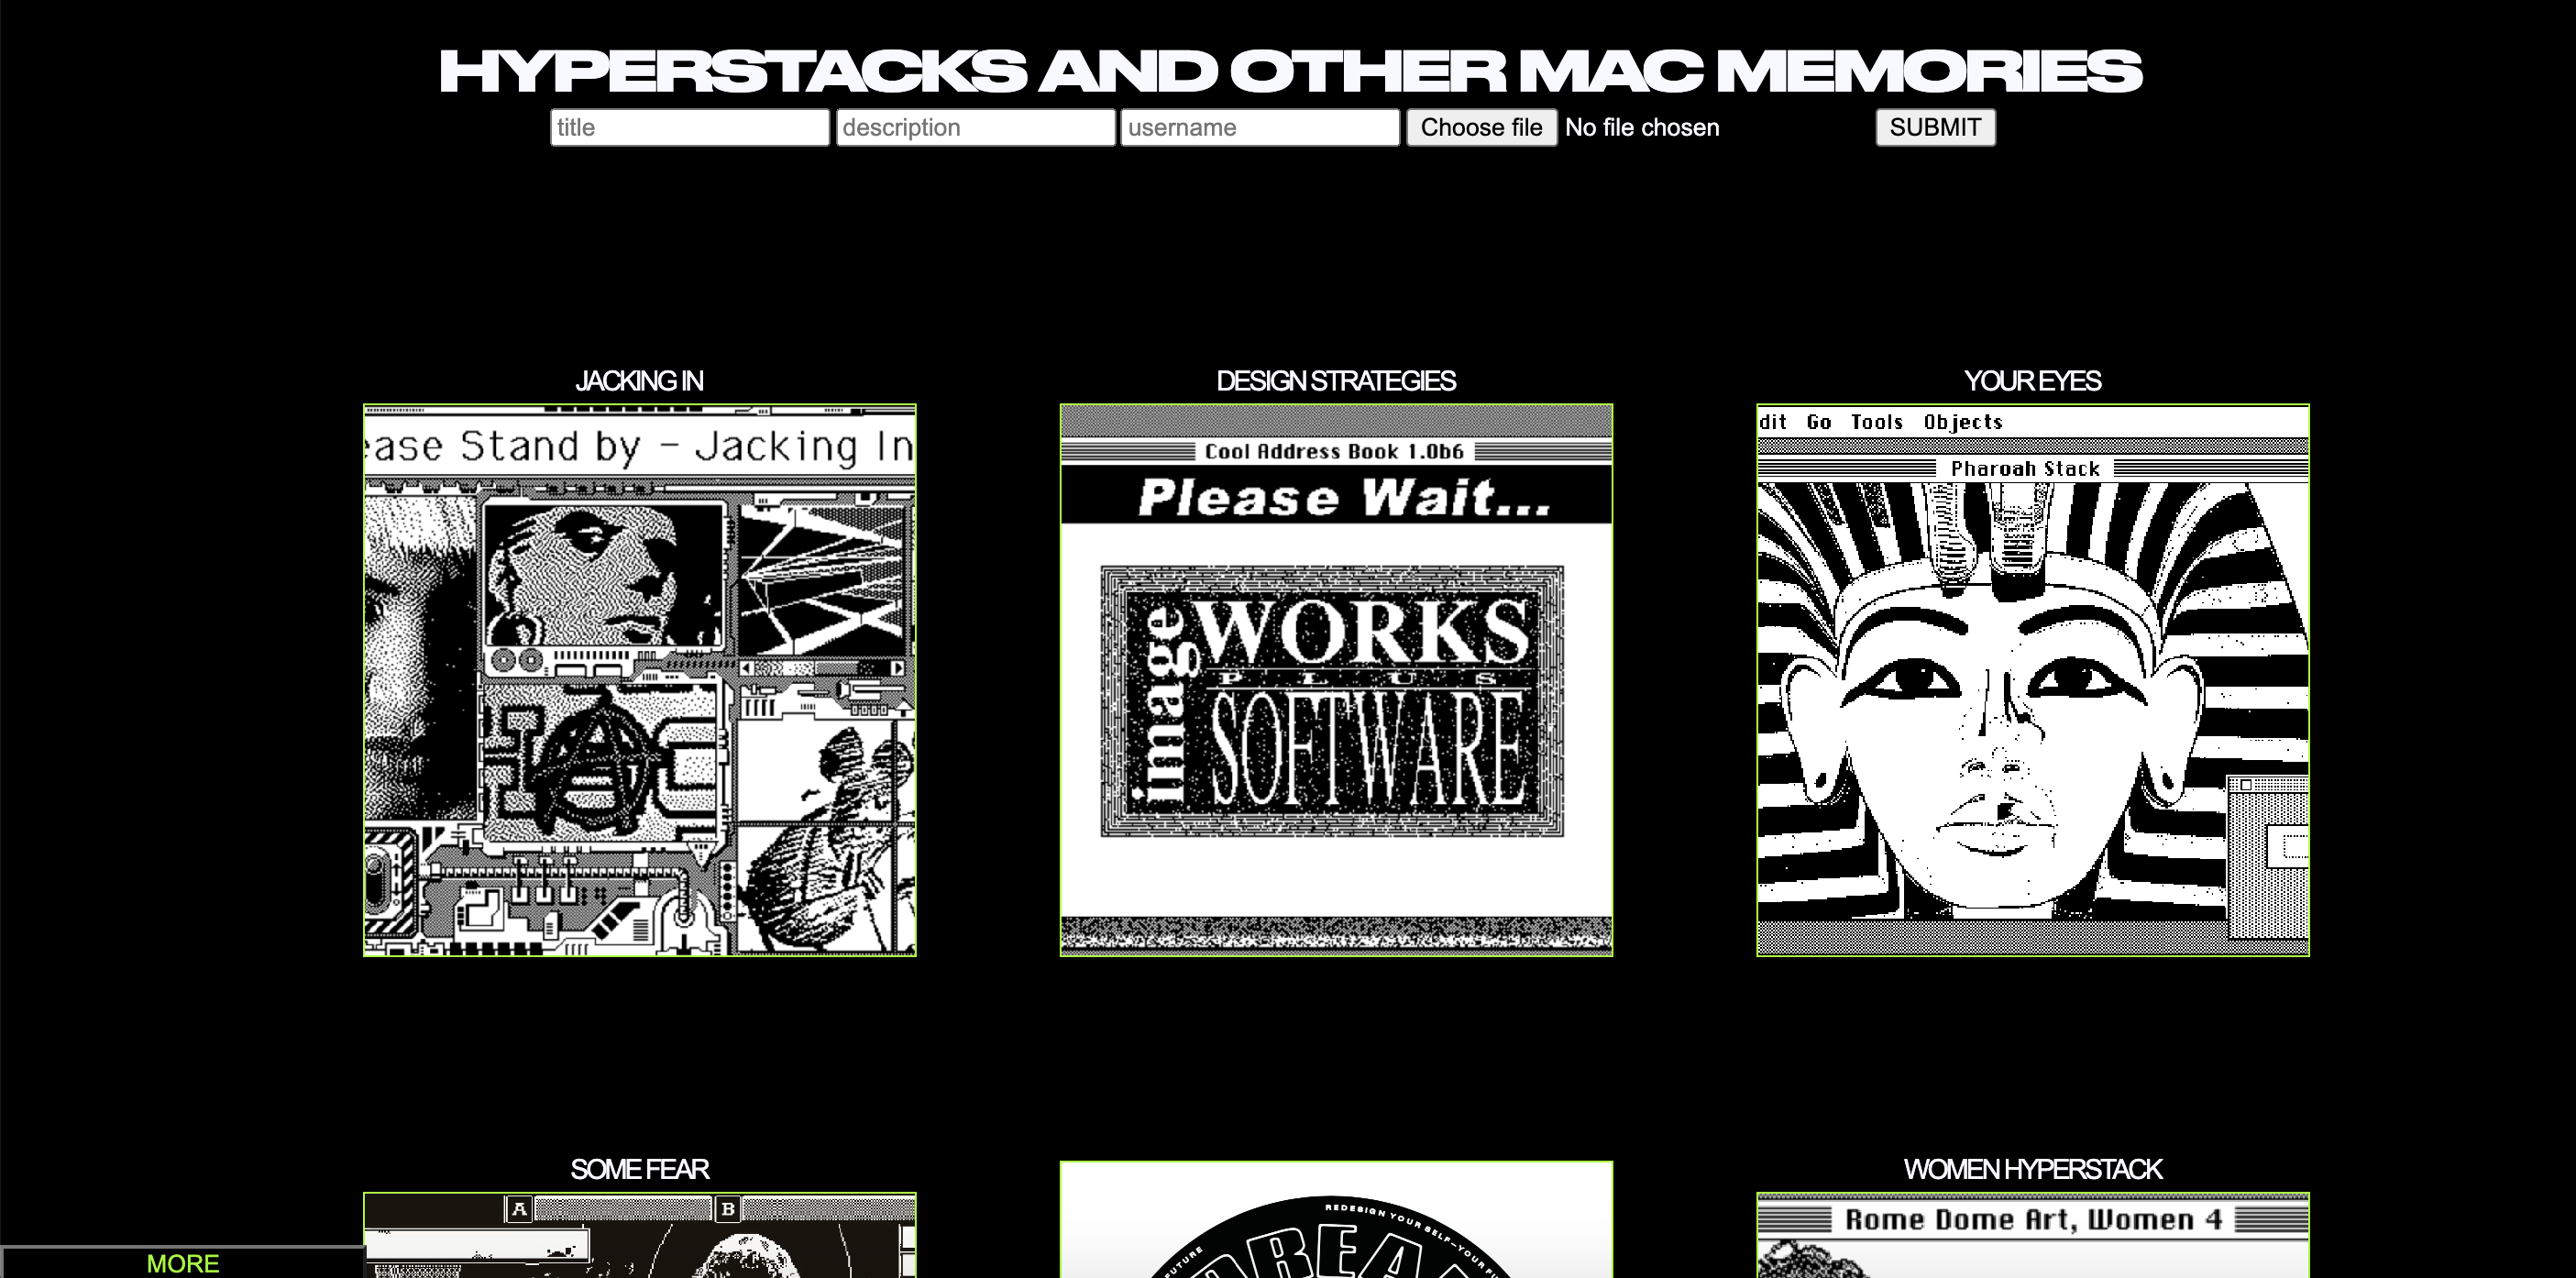 HYPERSTACKS AND OTHER MAC MEMORIES
title description username Choose file No file chosen SUBMIT
JACKING IN
ease Stand by - Jacking In
DESIGN STRATEGIES
Cool Address Book 1.0b6
Please Wait...
image
WORKS
PLUS
SOFTWARE
YOUR EYES
dit Go Tools Objects
Pharoah Stack
SOME FEAR
A B
REDESIGN YOUR SELF-YOUR FU
FUTURE
DREA
WOMEN HYPERSTACK
Rome Dome Art, Women 4
MORE